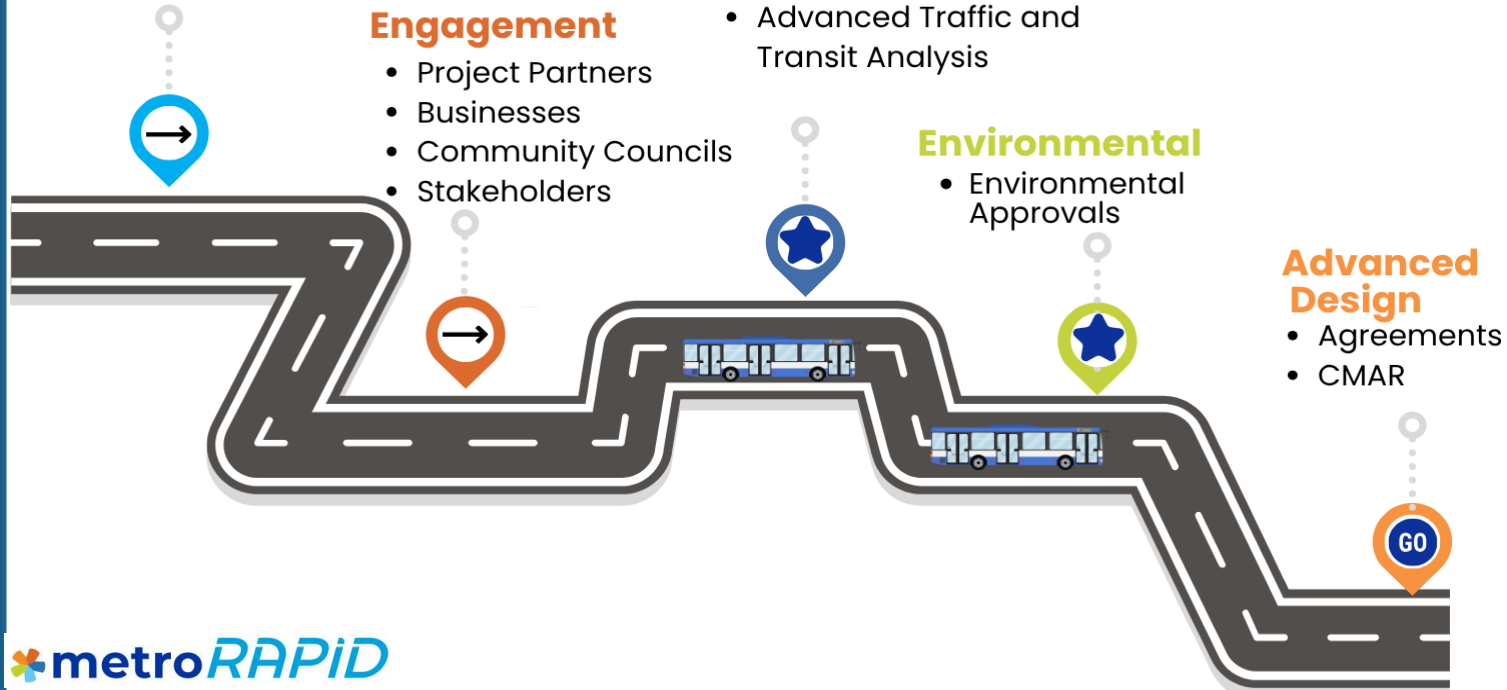 Engagement
• Project Partners
• Businesses
• Community Councils
• Stakeholders
• Advanced Traffic and
Transit Analysis
Environmental
• Environmental
Approvals
Advanced
Design
• Agreements
• CMAR
GO
metroRAPiD